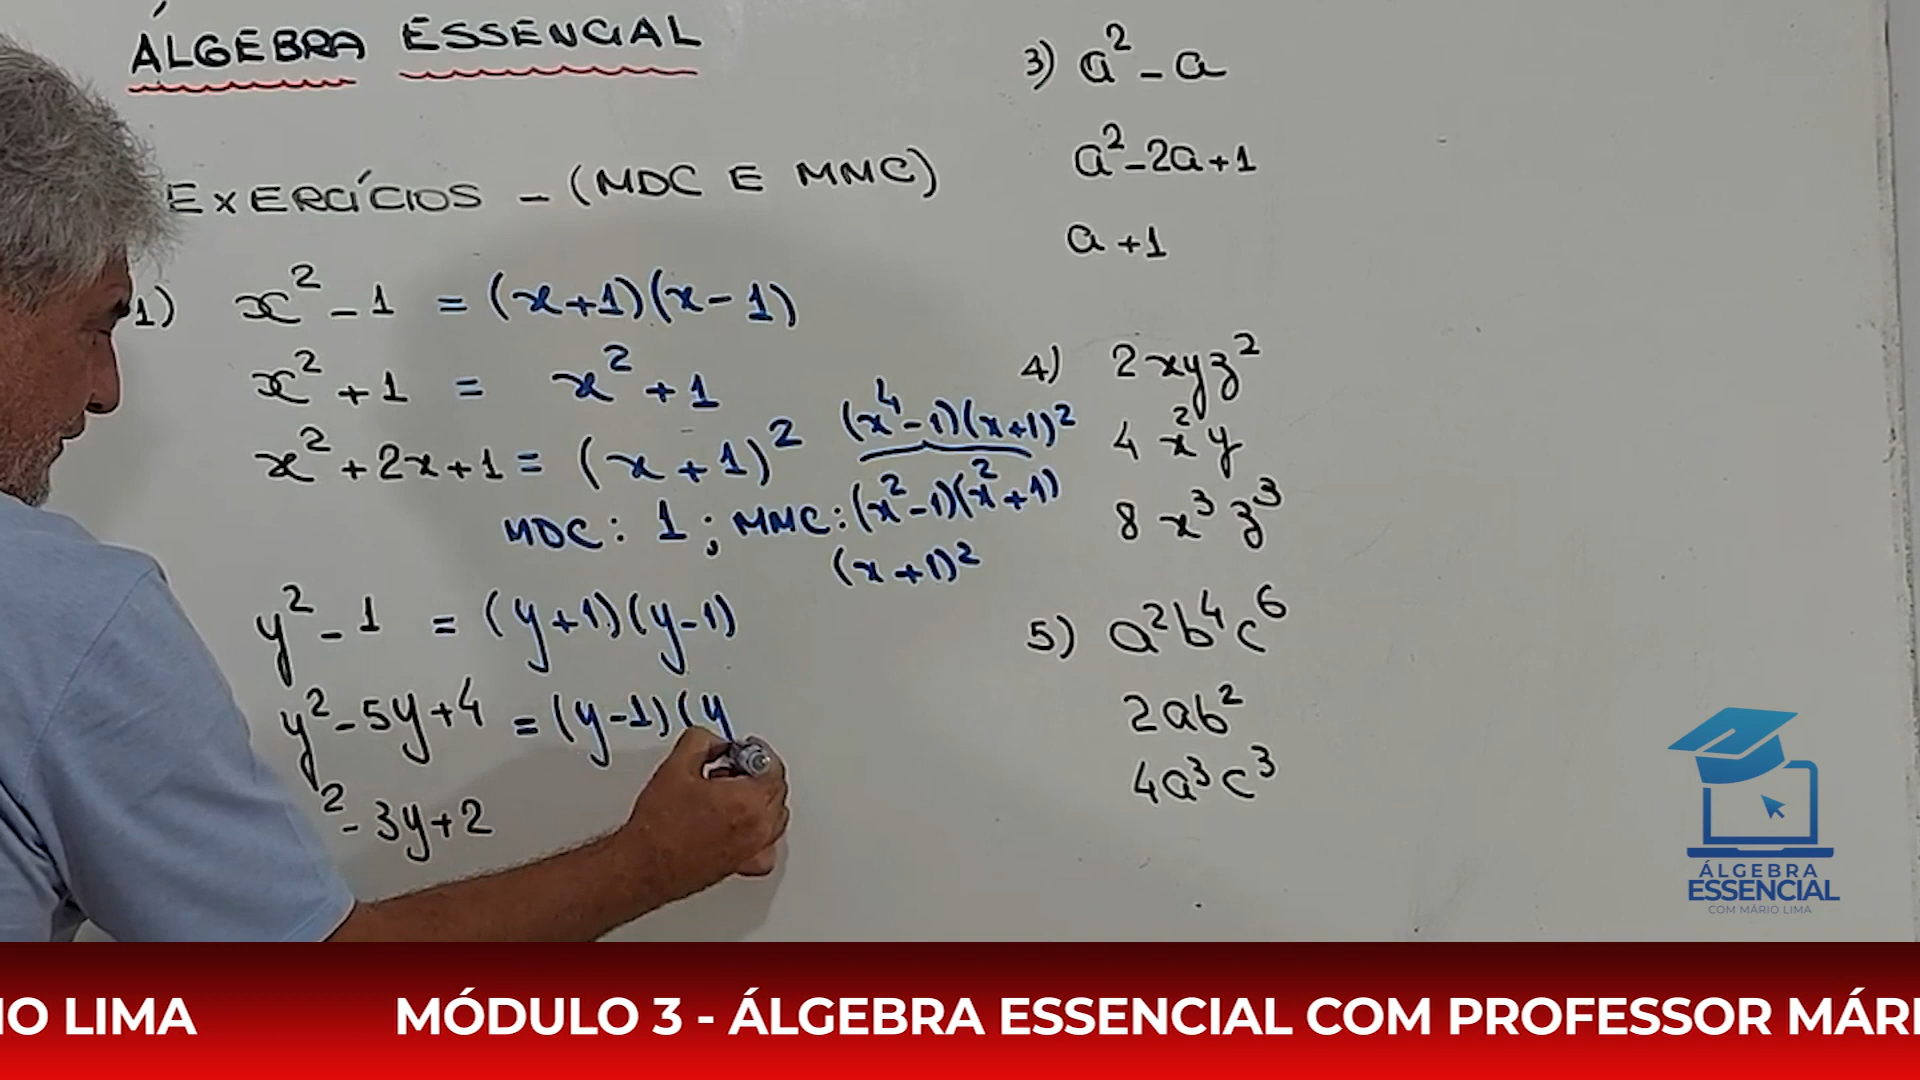 ÁLGEBRA ESSENCIAL
EXERCÍCIOS - (MDC E MMC)
1) x² - 1 = (x+1)(x-1)
x² + 1 = x² + 1
x² + 2x + 1 = (x+1)²
(x⁴-1)(x+1)²
MDC: 1 ; MMC: (x²-1)(x²+1)
(x+1)²
y² - 1 = (y+1)(y-1)
y² - 5y + 4 = (y-1)(y
² - 3y + 2
3) a² - a
a² - 2a + 1
a + 1
4) 2xyz²
4x²y
8x³z³
5) a²b⁴c⁶
2ab²
4a³c³
ÁLGEBRA
ESSENCIAL
COM MÁRIO LIMA
IO LIMA MÓDULO 3 - ÁLGEBRA ESSENCIAL COM PROFESSOR MÁRI